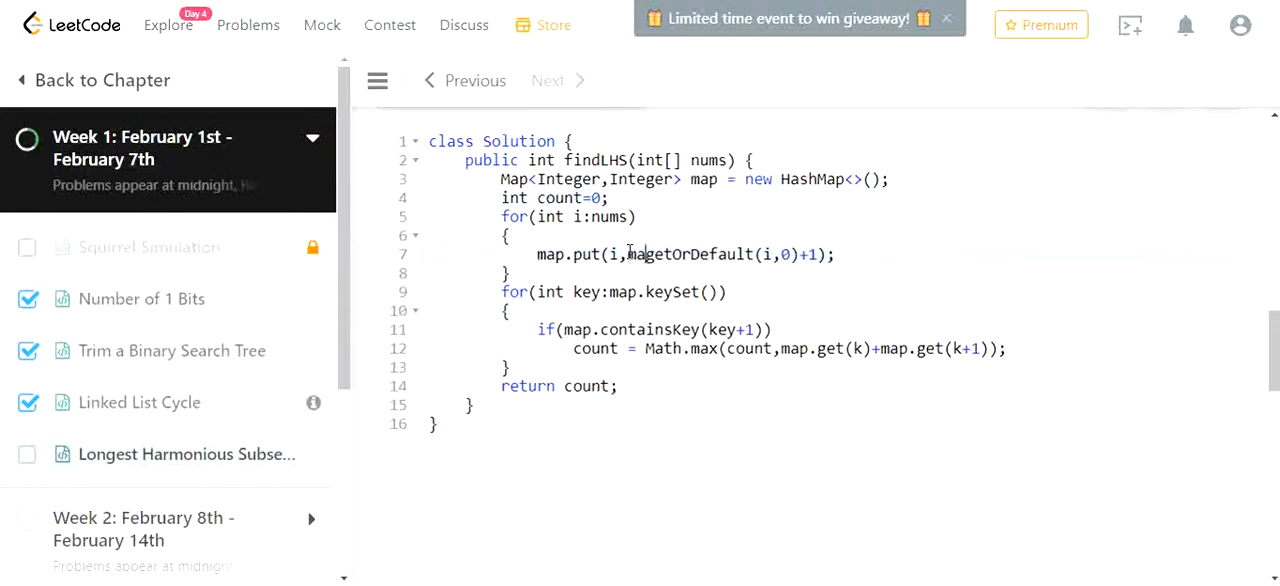 LeetCode
Explore
Day 4
Problems
Mock
Contest
Discuss
Store
Limited time event to win giveaway!
Premium
Back to Chapter
Previous
Next
Week 1: February 1st -
February 7th
Problems appear at midnight,
Squirrel Simulation
Number of 1 Bits
Trim a Binary Search Tree
Linked List Cycle
Longest Harmonious Subse...
Week 2: February 8th -
February 14th
Problems appear at midnight
1 class Solution {
2 public int findLHS(int[] nums) {
3 Map<Integer,Integer> map = new HashMap<>();
4 int count=0;
5 for(int i:nums)
6 {
7 map.put(i,magetOrDefault(i,0)+1);
8 }
9 for(int key:map.keySet())
10 {
11 if(map.containsKey(key+1))
12 count = Math.max(count,map.get(k)+map.get(k+1));
13 }
14 return count;
15 }
16 }